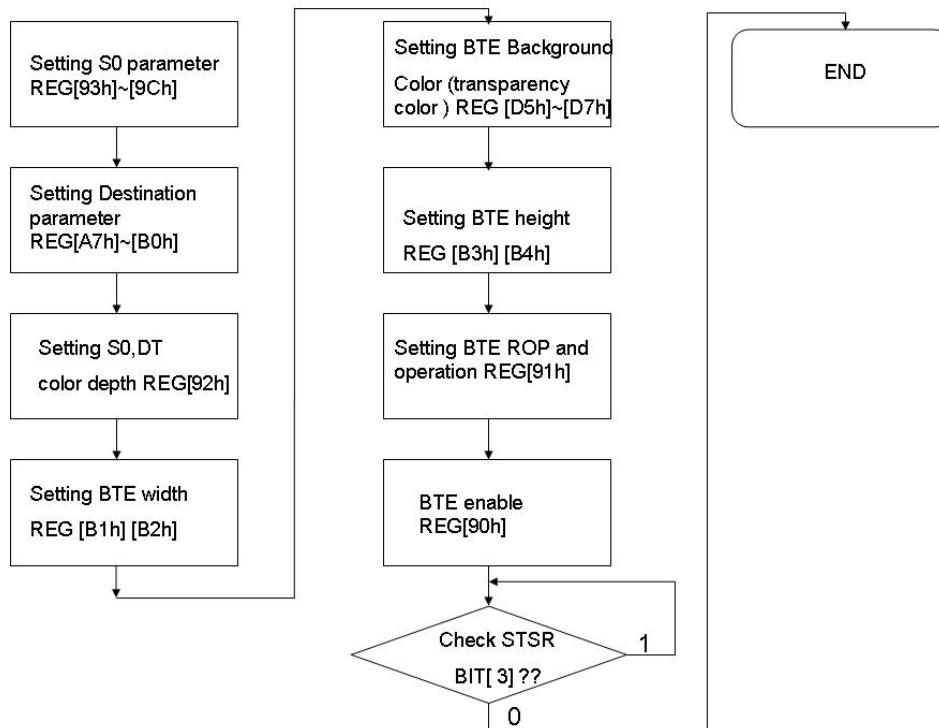 Setting S0 parameter
REG[93h]~[9Ch]
Setting Destination
parameter
REG[A7h]~[B0h]
Setting S0,DT
color depth REG[92h]
Setting BTE width
REG [B1h] [B2h]
Setting BTE Background
Color (transparency
color ) REG [D5h]~[D7h]
Setting BTE height
REG [B3h] [B4h]
Setting BTE ROP and
operation REG[91h]
BTE enable
REG[90h]
Check STSR
BIT[ 3] ??
1
0
END